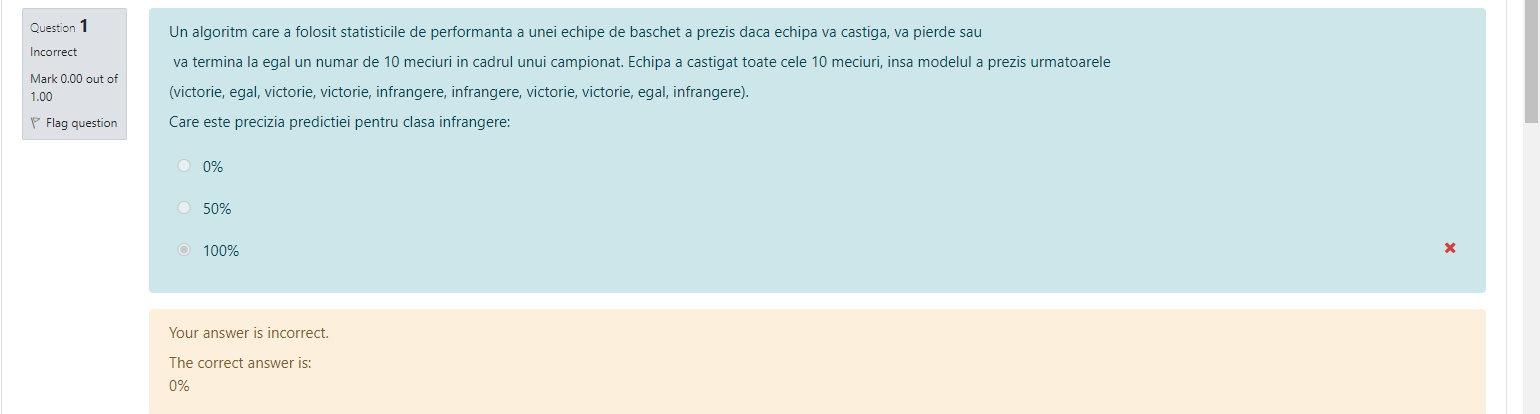 Question 1
Incorrect
Mark 0.00 out of
1.00
Flag question
Un algoritm care a folosit statisticile de performanta a unei echipe de baschet a prezis daca echipa va castiga, va pierde sau
va termina la egal un numar de 10 meciuri in cadrul unui campionat. Echipa a castigat toate cele 10 meciuri, insa modelul a prezis urmatoarele
(victorie, egal, victorie, victorie, infrangere, infrangere, victorie, victorie, egal, infrangere).
Care este precizia predictiei pentru clasa infrangere:
0%
50%
100%
Your answer is incorrect.
The correct answer is:
0%